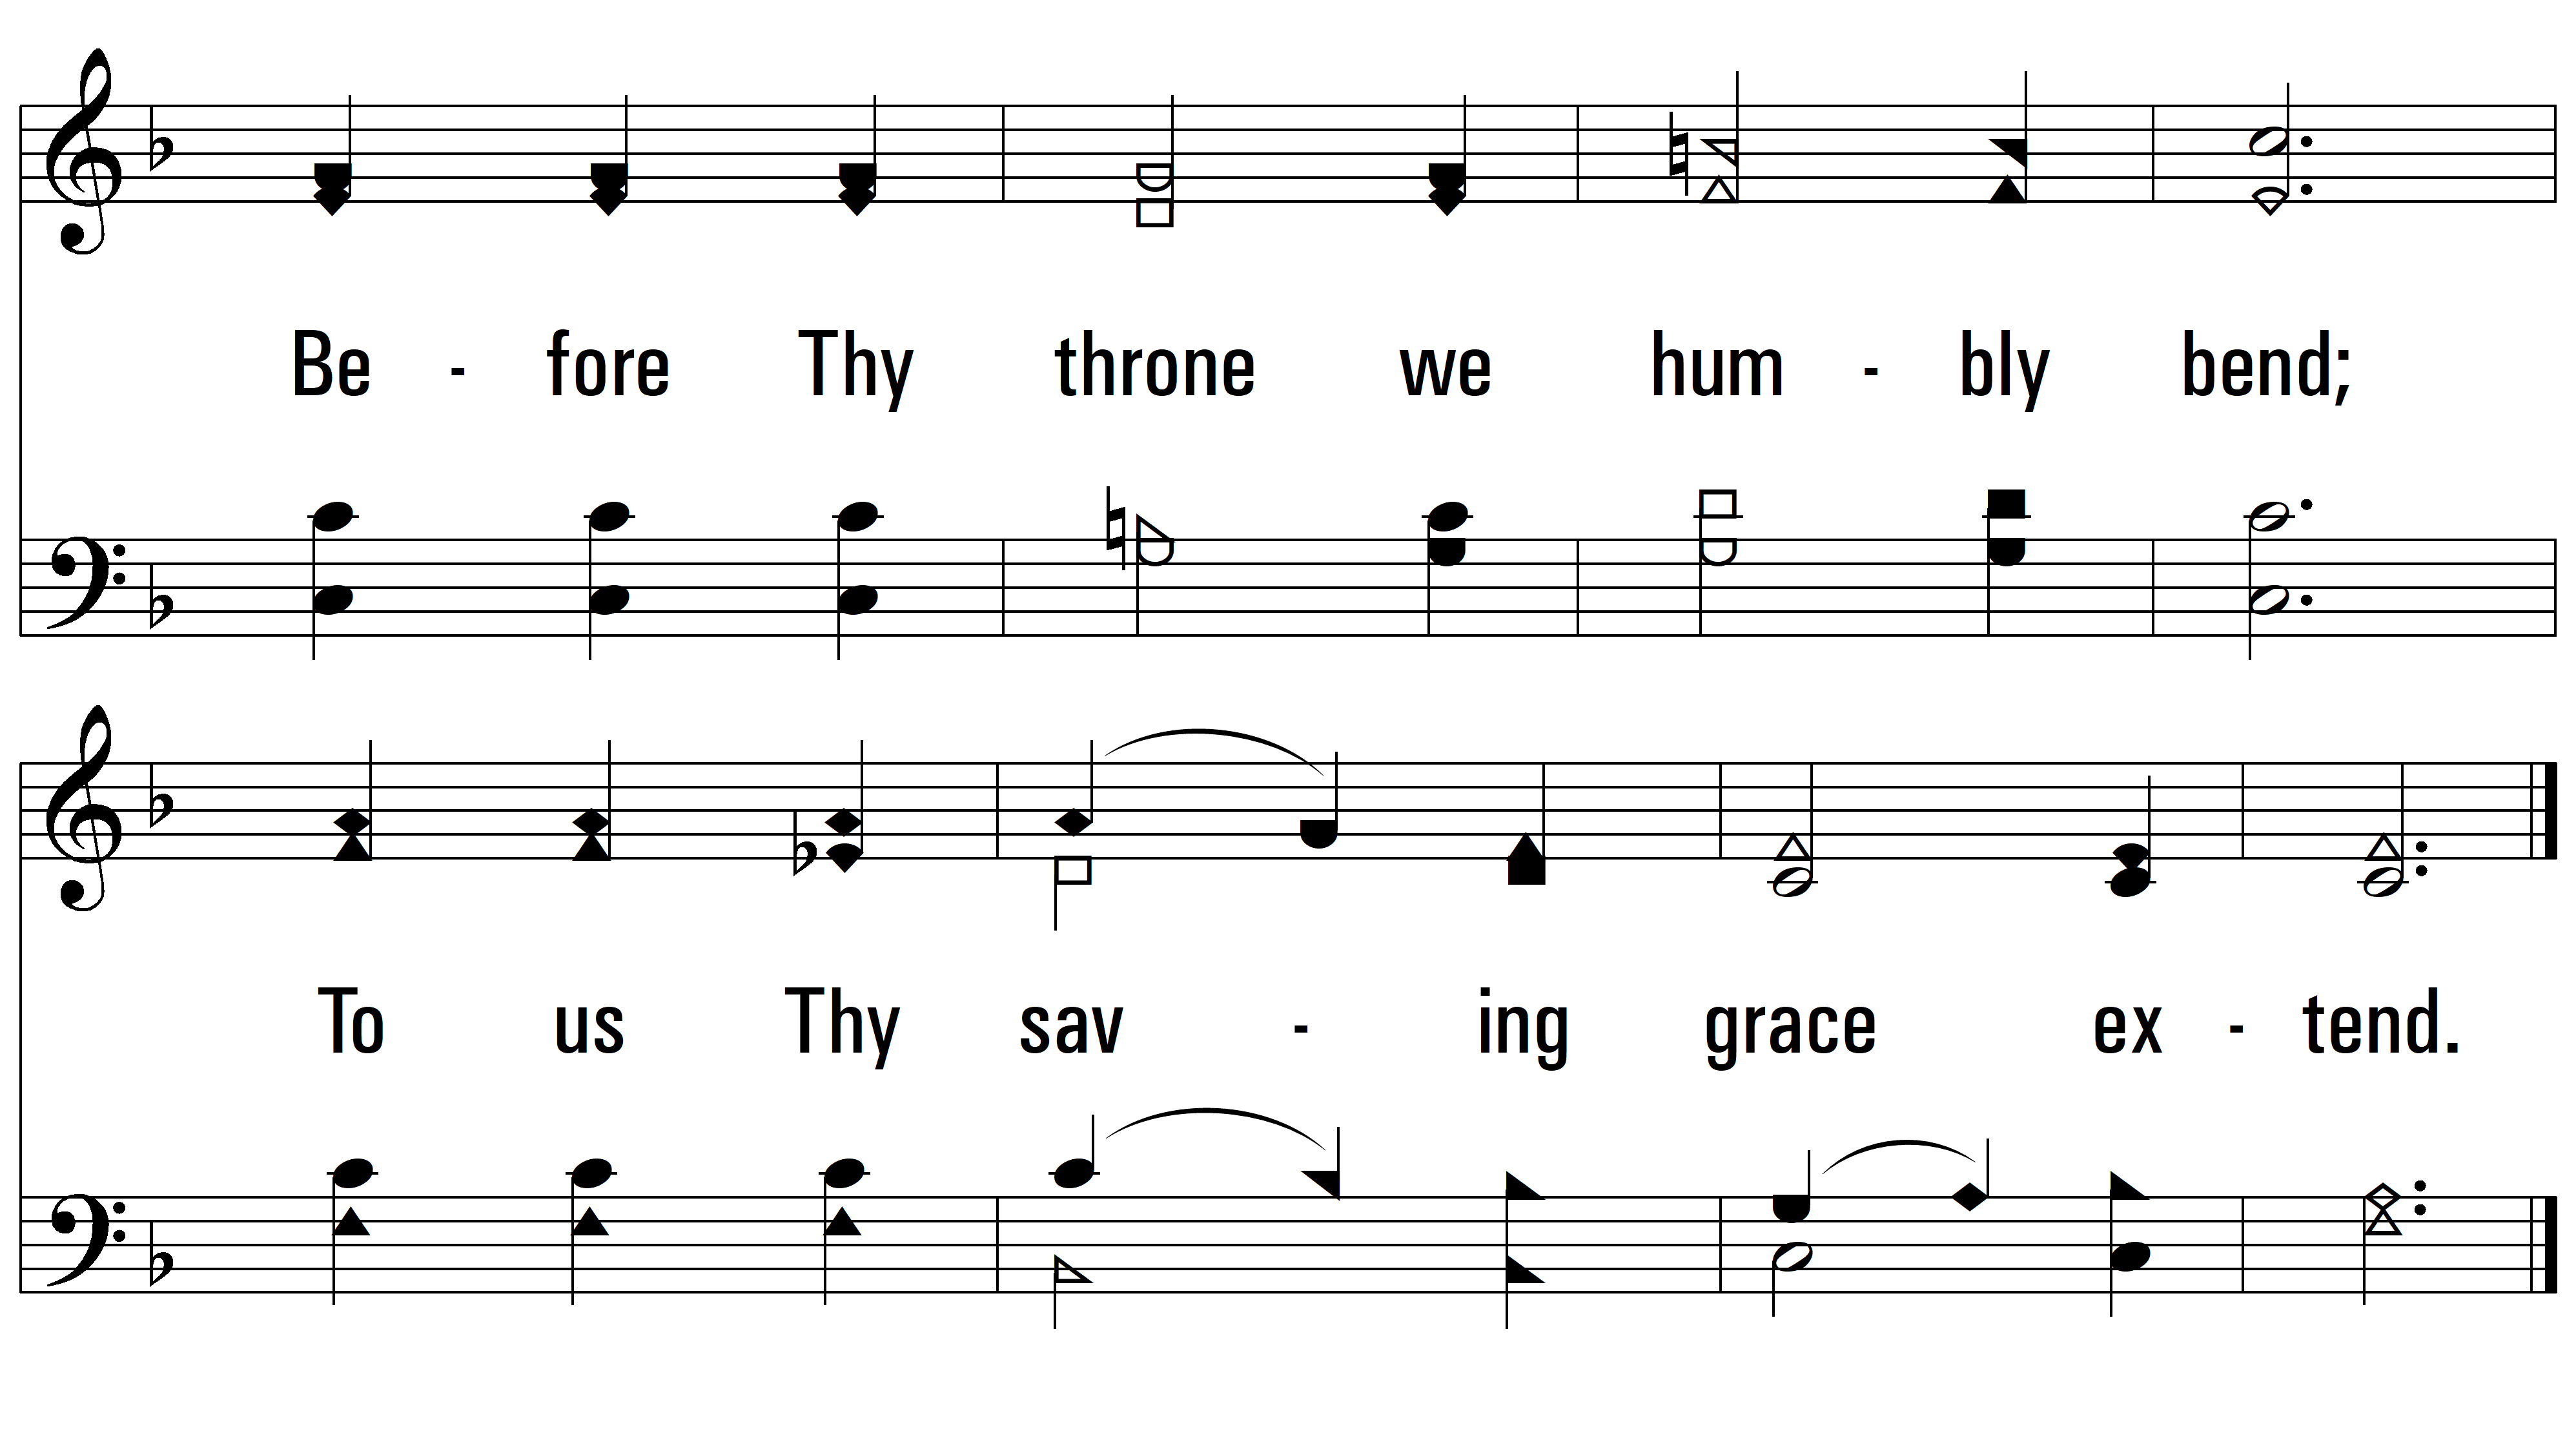 Be - fore Thy throne we hum - bly bend;
To us Thy sav - ing grace ex - tend.